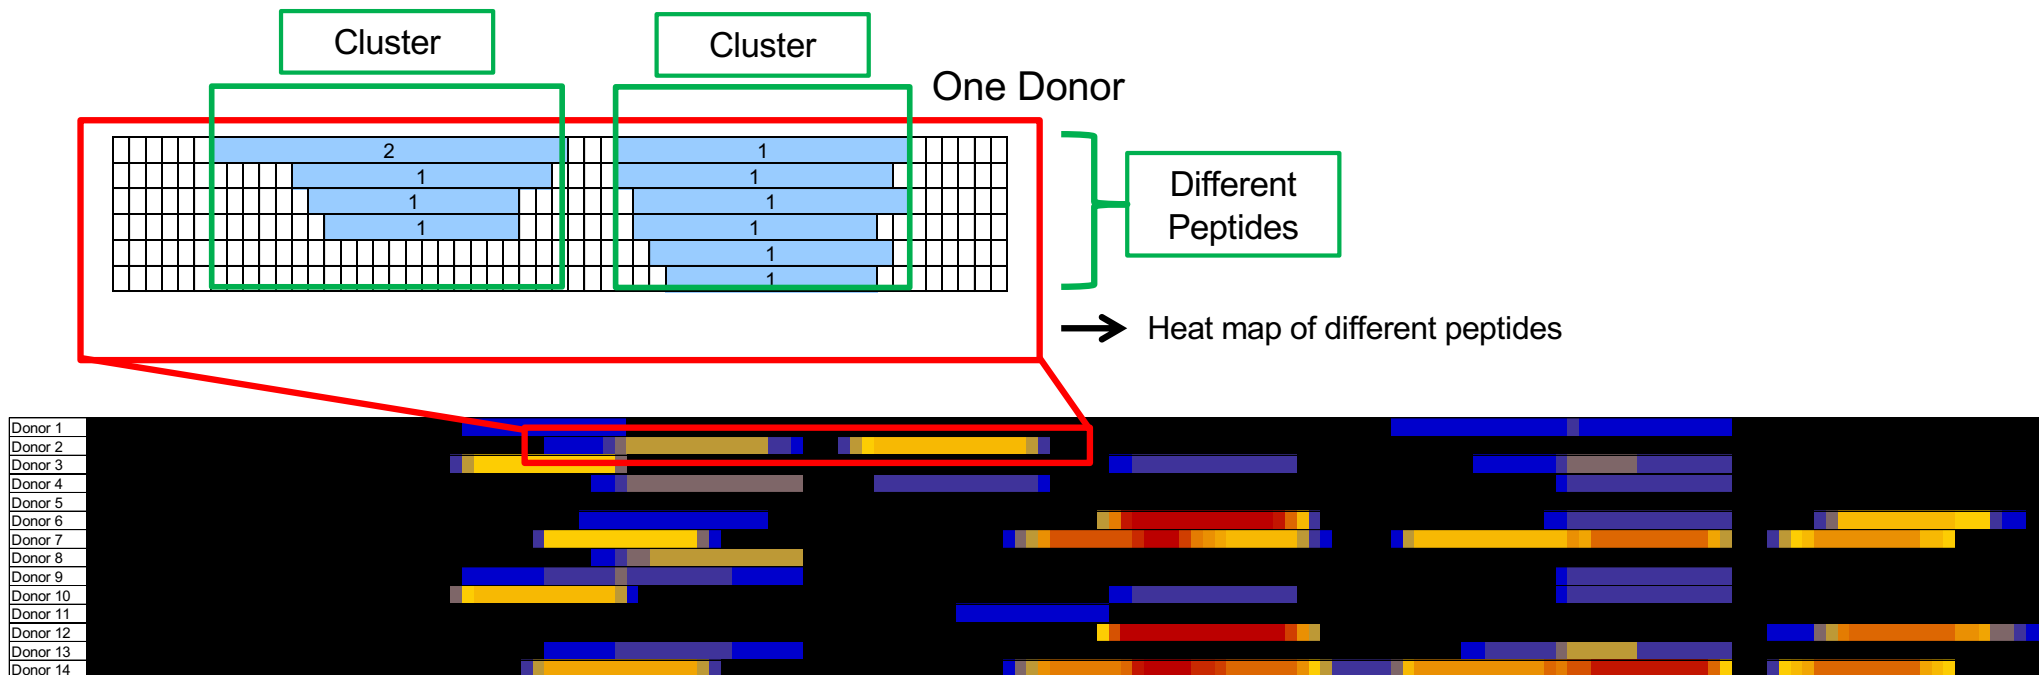 Cluster
Cluster
One Donor
2
1
1
1
1
1
1
1
1
1
Different
Peptides
Heat map of different peptides
Donor 1
Donor 2
Donor 3
Donor 4
Donor 5
Donor 6
Donor 7
Donor 8
Donor 9
Donor 10
Donor 11
Donor 12
Donor 13
Donor 14